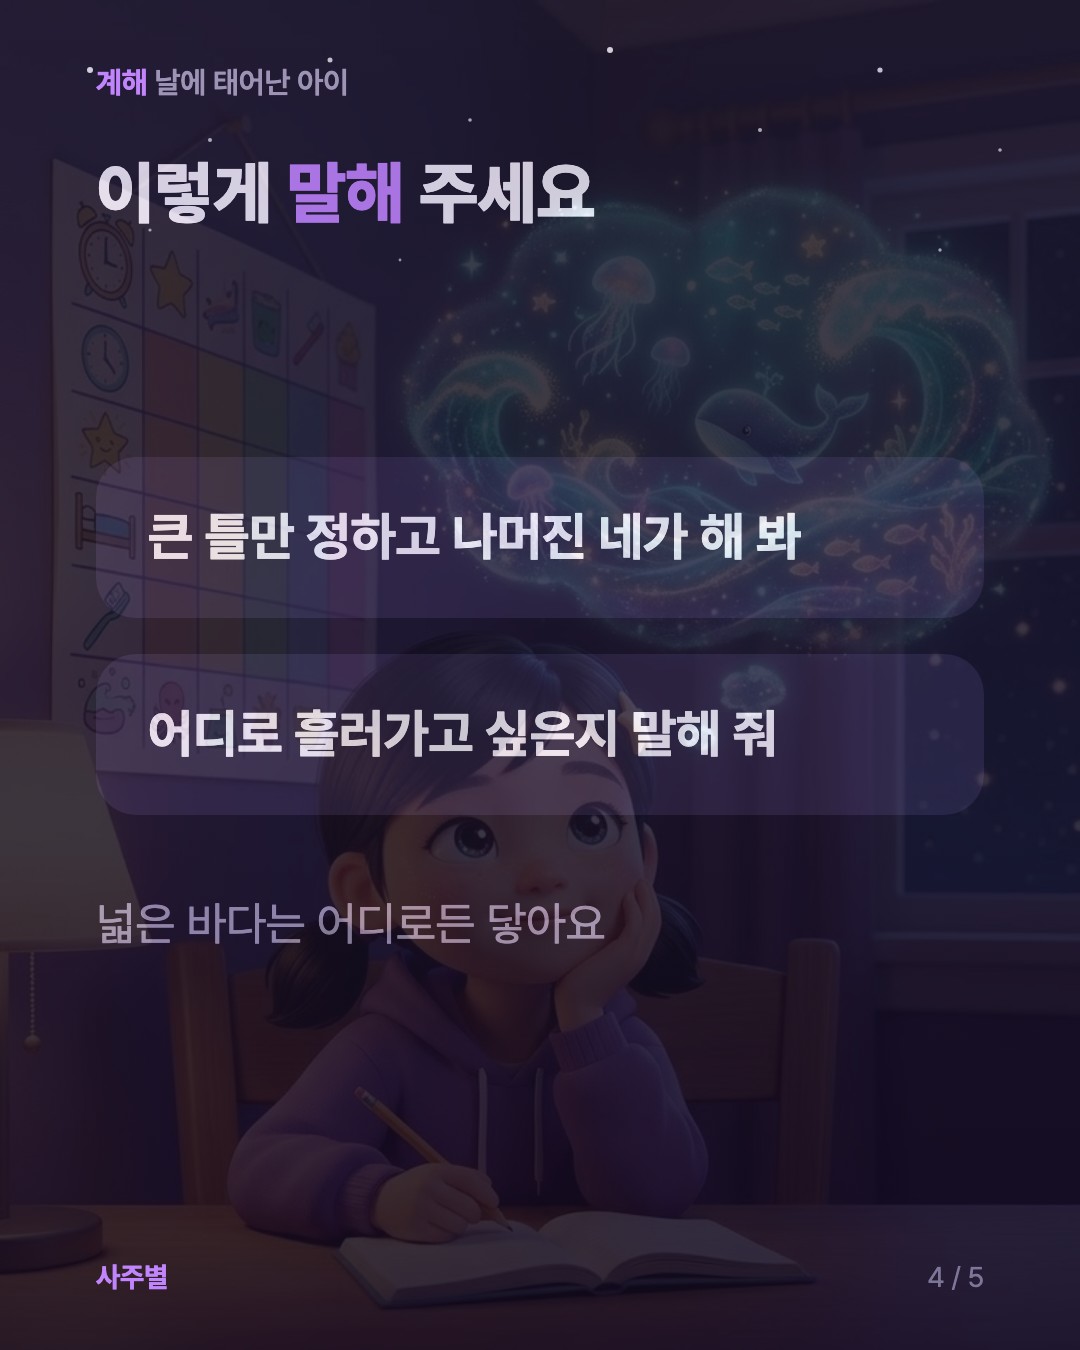 계해 날에 태어난 아이
이렇게 말해 주세요
큰 틀만 정하고 나머진 네가 해 봐
어디로 흘러가고 싶은지 말해 줘
넓은 바다는 어디로든 닿아요
사주별
4 / 5